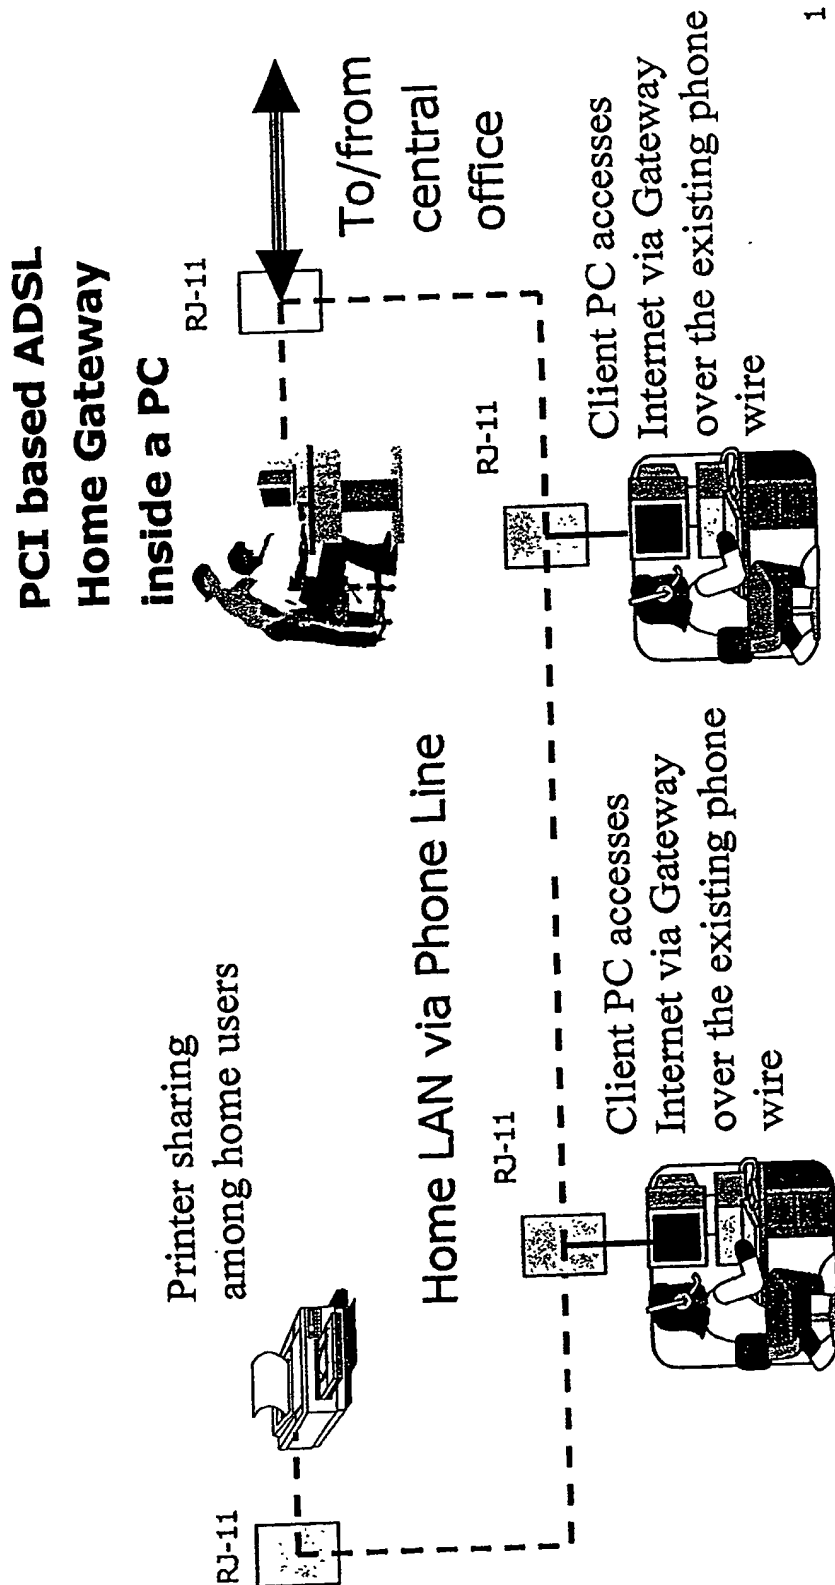 PCI based ADSL
Home Gateway
inside a PC
RJ-11
To/from
central
office
Printer sharing
among home users
RJ-11
Home LAN via Phone Line
RJ-11
RJ-11
Client PC accesses
Internet via Gateway
over the existing phone
wire
Client PC accesses
Internet via Gateway
over the existing phone
wire
1